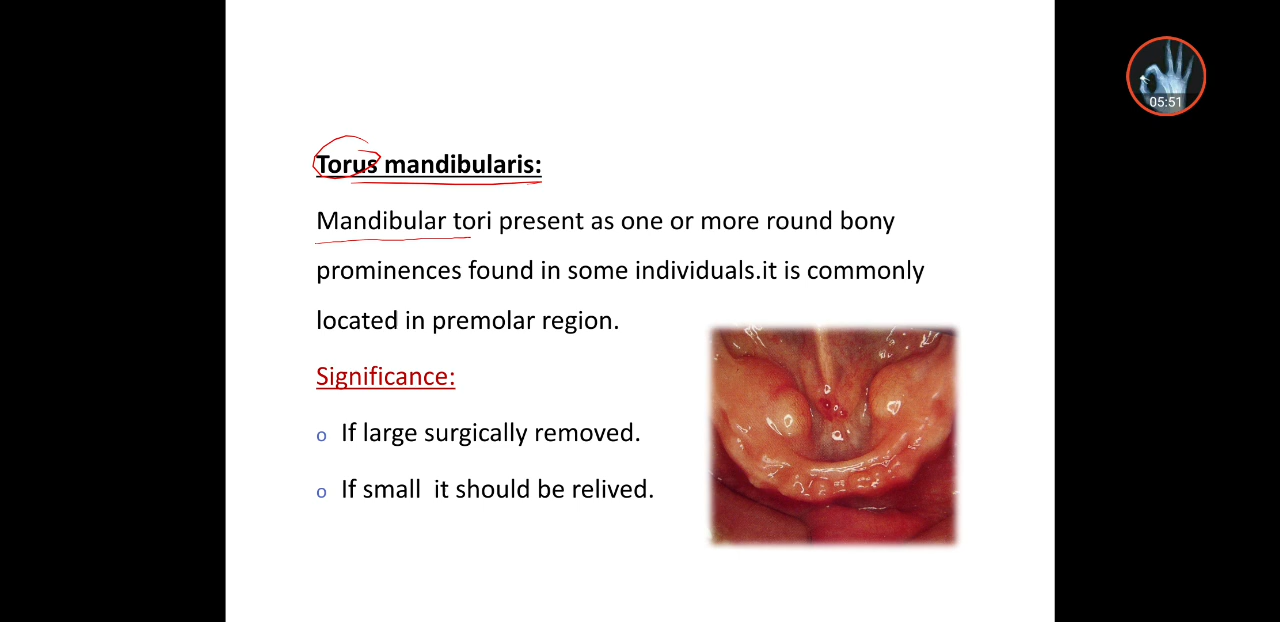 Torus mandibularis:
Mandibular tori present as one or more round bony
prominences found in some individuals.it is commonly
located in premolar region.
Significance:
o If large surgically removed.
o If small it should be relived.
05:51